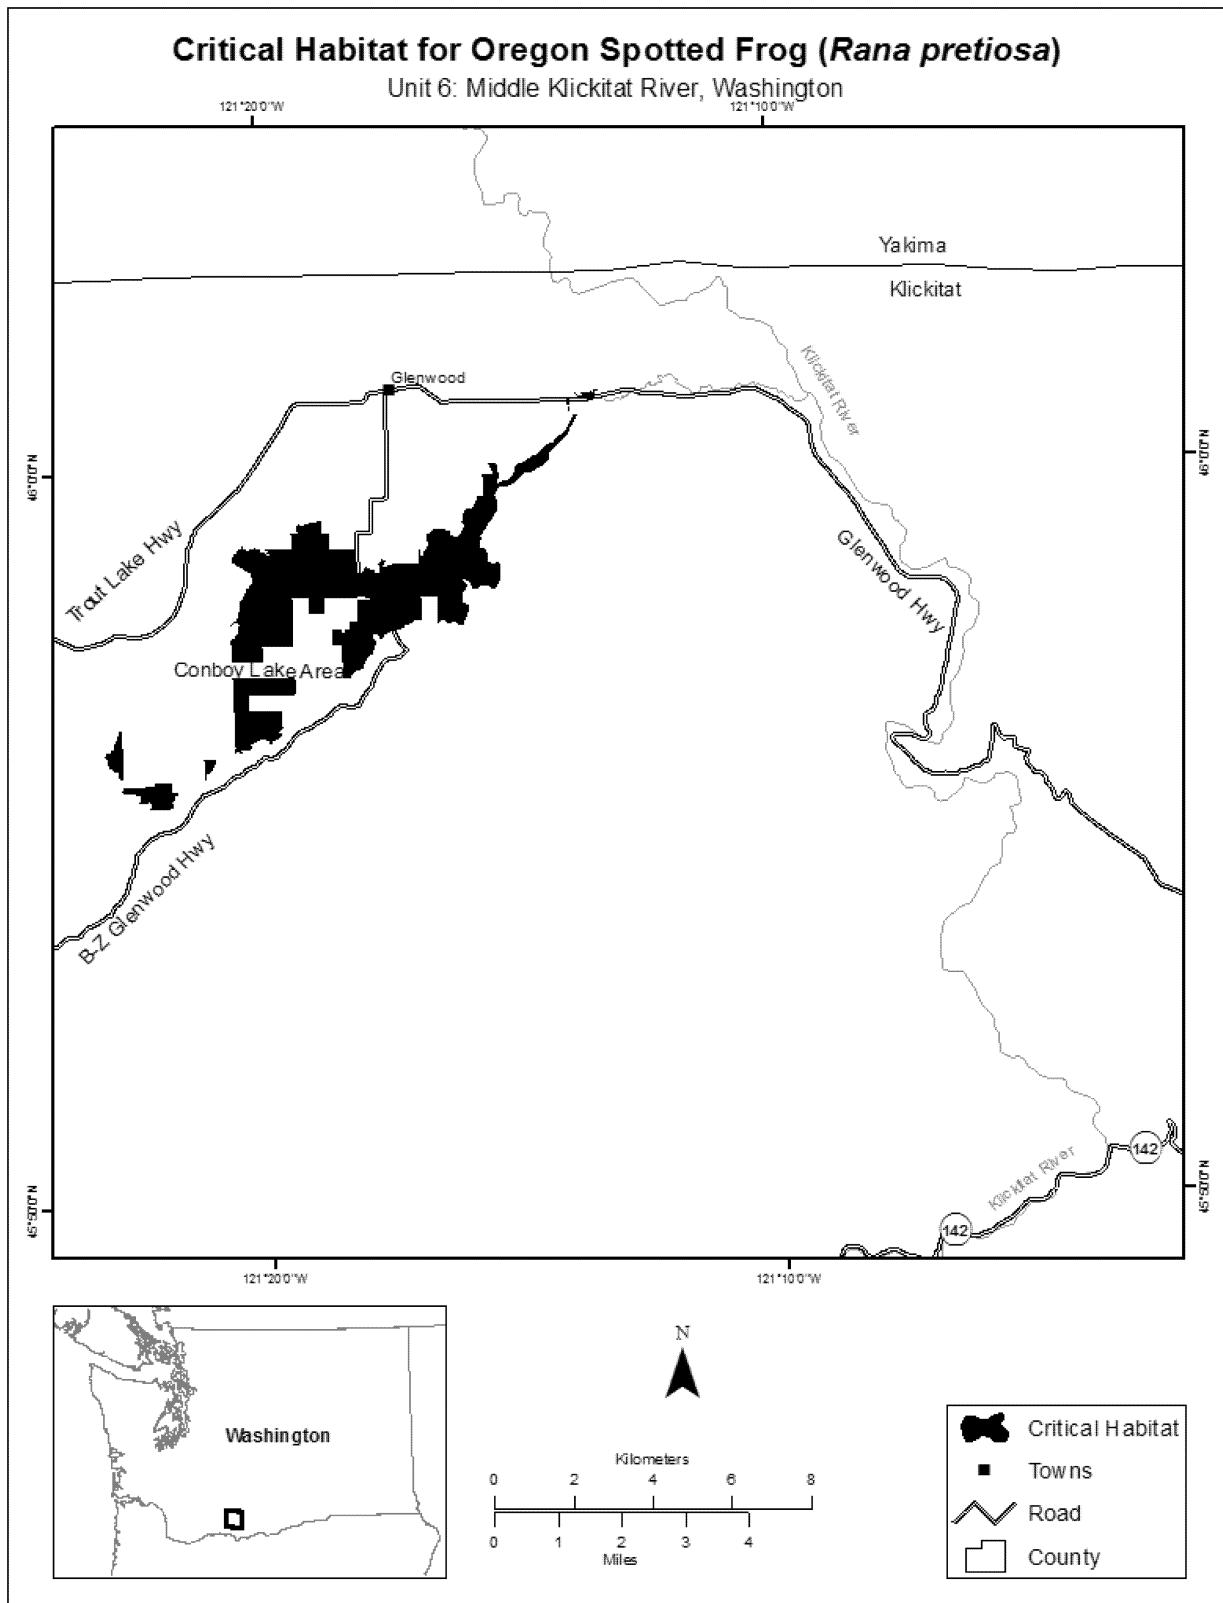 Critical Habitat for Oregon Spotted Frog (Rana pretiosa)
Unit 6: Middle Klickitat River, Washington
121°20'0"W
121°10'0"W
Yakima
Klickitat
Klickitat River
Glenwood
46°0'0"N
46°0'0"N
Trout Lake Hwy
Glenwood Hwy
Conboy Lake Area
B-Z Glenwood Hwy
142
Klickitat River
142
45°50'0"N
45°50'0"N
121°20'0"W
121°10'0"W
Washington
N
Kilometers
0 2 4 6 8
0 1 2 3 4
Miles
Critical Habitat
Towns
Road
County